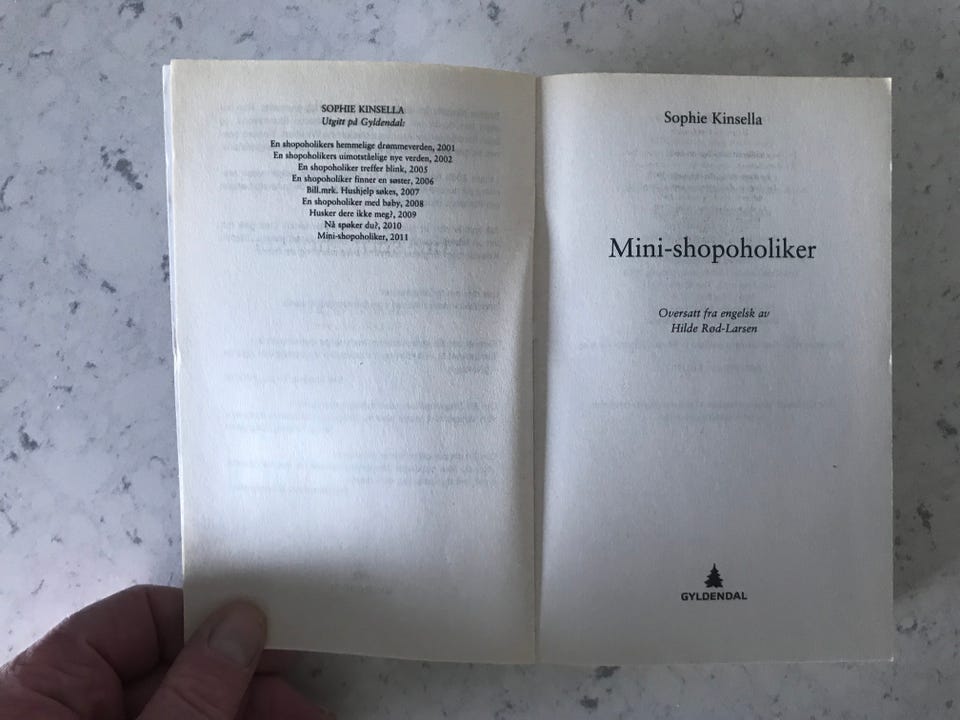 SOPHIE KINSELLA
Utgitt på Gyldendal:
En shopoholikers hemmelige drømmeverden, 2001
En shopoholikers uimotståelige nye verden, 2002
En shopoholiker treffer blink, 2005
En shopoholiker finner en søster, 2006
Bill.mrk. Hushjelp søkes, 2007
En shopoholiker med baby, 2008
Husker dere ikke meg?, 2009
Nå spøker du?, 2010
Mini-shopoholiker, 2011
Sophie Kinsella
Mini-shopoholiker
Oversatt fra engelsk av
Hilde Rød-Larsen
GYLDENDAL